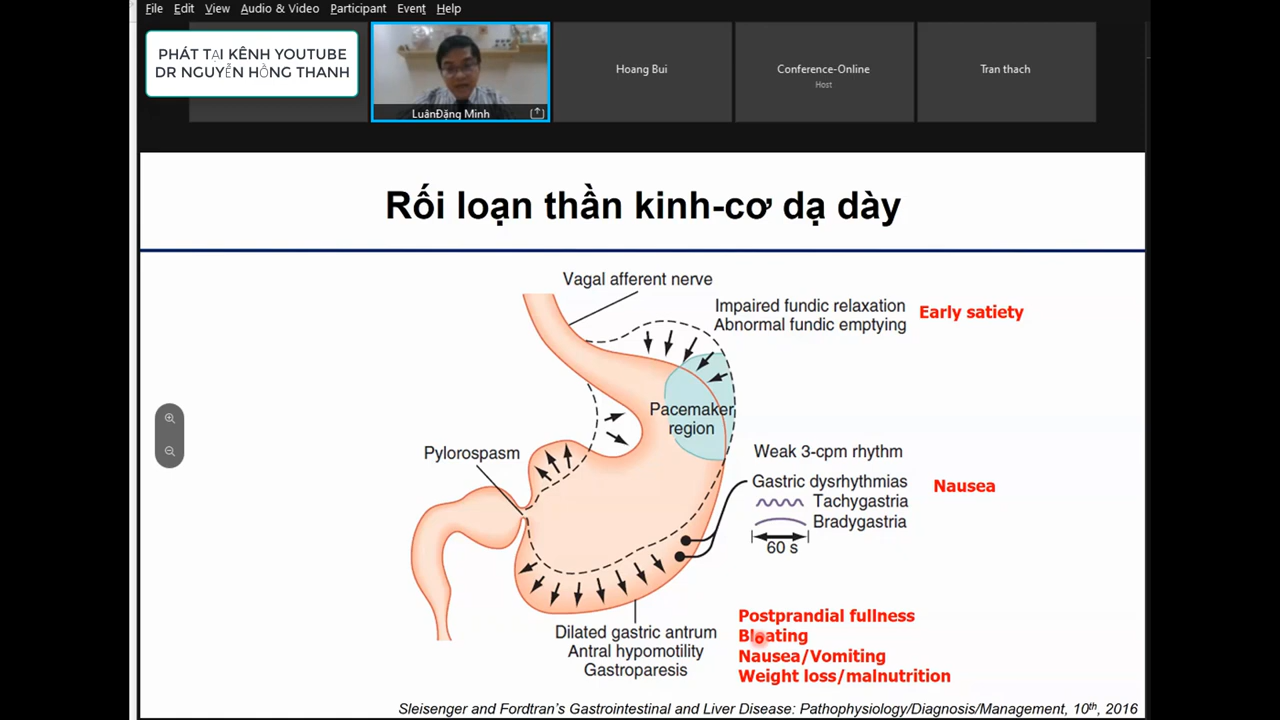 File Edit View Audio & Video Participant Event Help
PHÁT TẠI KÊNH YOUTUBE
DR NGUYỄN HỒNG THANH
LuânĐặng Minh
Hoang Bui
Conference-Online
Host
Tran thach
Rối loạn thần kinh-cơ dạ dày
Vagal afferent nerve
Impaired fundic relaxation
Abnormal fundic emptying
Early satiety
Pacemaker
region
Pylorospasm
Weak 3-cpm rhythm
Gastric dysrhythmias
Tachygastria
Bradygastria
60 s
Nausea
Dilated gastric antrum
Antral hypomotility
Gastroparesis
Postprandial fullness
Bloating
Nausea/Vomiting
Weight loss/malnutrition
Sleisenger and Fordtran's Gastrointestinal and Liver Disease: Pathophysiology/Diagnosis/Management, 10th, 2016